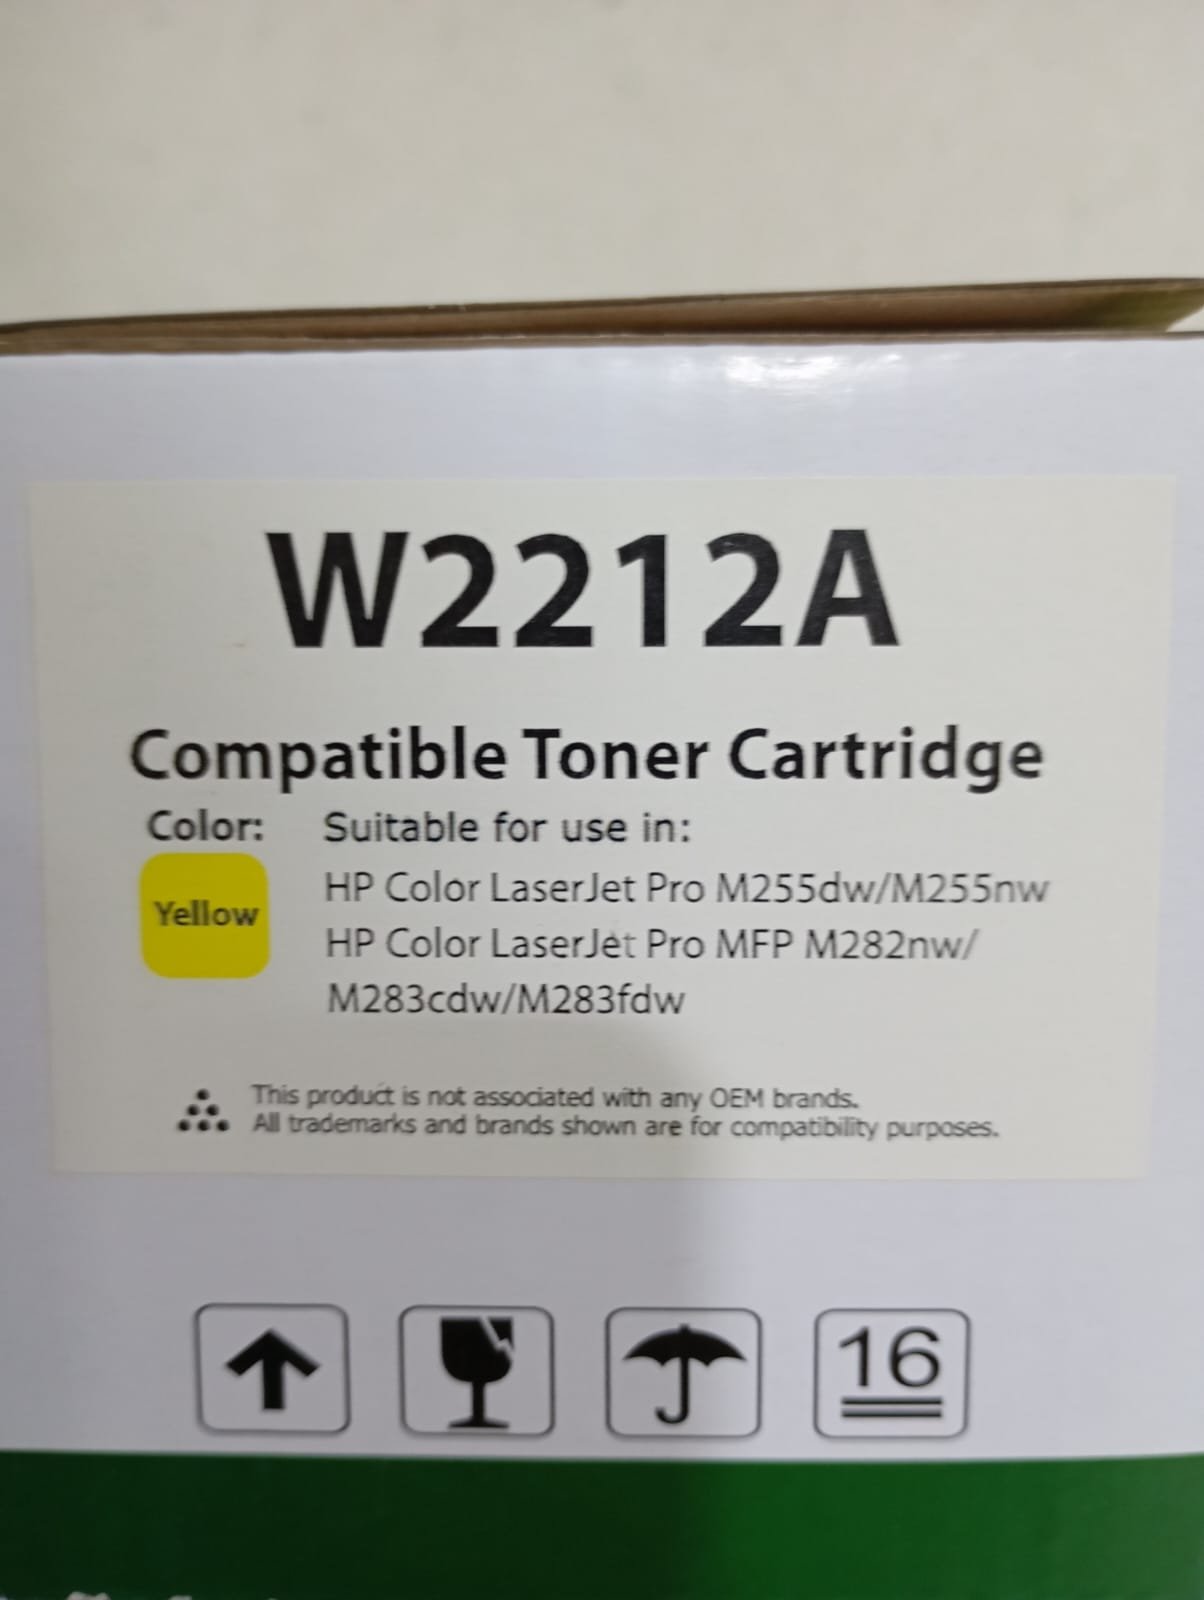 W2212A
Compatible Toner Cartridge
Color:
Suitable for use in:
Yellow
HP Color LaserJet Pro M255dw/M255nw
HP Color LaserJet Pro MFP M282nw/
M283cdw/M283fdw
This product is not associated with any OEM brands.
All trademarks and brands shown are for compatibility purposes.
16